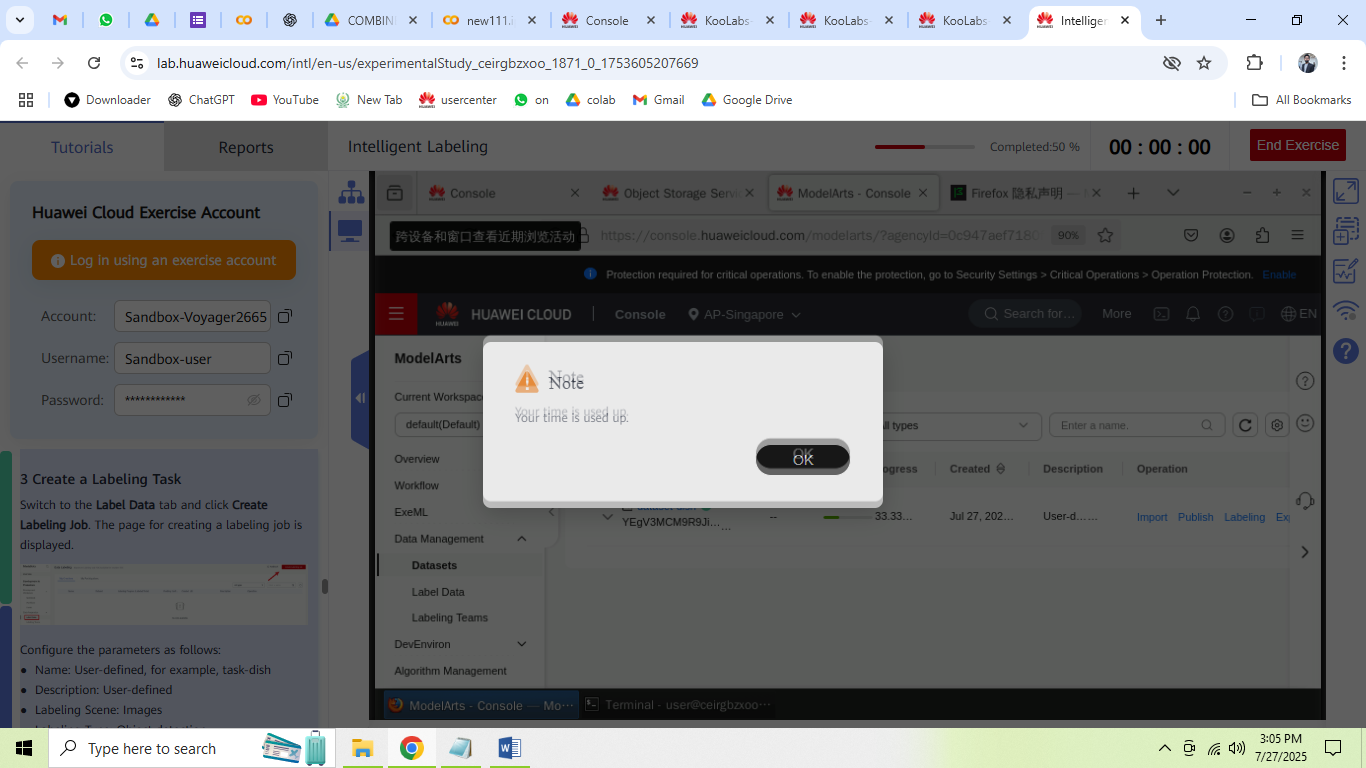 COMBIN
new111.i
Console
KooLabs
KooLabs
KooLabs
Intelliger
lab.huaweicloud.com/intl/en-us/experimentalStudy_ceirgbzxoo_1871_0_1753605207669
Downloader
ChatGPT
YouTube
New Tab
usercenter
on
colab
Gmail
Google Drive
All Bookmarks
Tutorials
Reports
Intelligent Labeling
Completed:50 %
00 : 00 : 00
End Exercise
Huawei Cloud Exercise Account
Log in using an exercise account
Account:
Sandbox-Voyager2665
Username:
Sandbox-user
Password:
************
3 Create a Labeling Task
Switch to the Label Data tab and click Create
Labeling Job. The page for creating a labeling job is
displayed.
Configure the parameters as follows:
● Name: User-defined, for example, task-dish
● Description: User-defined
● Labeling Scene: Images
Console
Object Storage Servi
ModelArts - Console
Firefox 隐私声明 —
跨设备和窗口查看近期浏览活动
https://console.huaweicloud.com/modelarts/?agencyId=0c947aef7180
90%
Protection required for critical operations. To enable the protection, go to Security Settings > Critical Operations > Operation Protection.
Enable
HUAWEI
HUAWEI CLOUD
Console
AP-Singapore
Search for…
More
EN
ModelArts
Current Workspac
default(Default)
Overview
Workflow
ExeML
Data Management
Datasets
Label Data
Labeling Teams
DevEnviron
Algorithm Management
Note
Your time is used up.
OK
ll types
Enter a name.
ogress
Created
Description
Operation
YEgV3MCM9R9Ji…
--
33.33…
Jul 27, 202…
User-d…
Import
Publish
Labeling
Exp
ModelArts - Console — Mo…
Terminal - user@ceirgbzxoo…
Type here to search
3:05 PM
7/27/2025